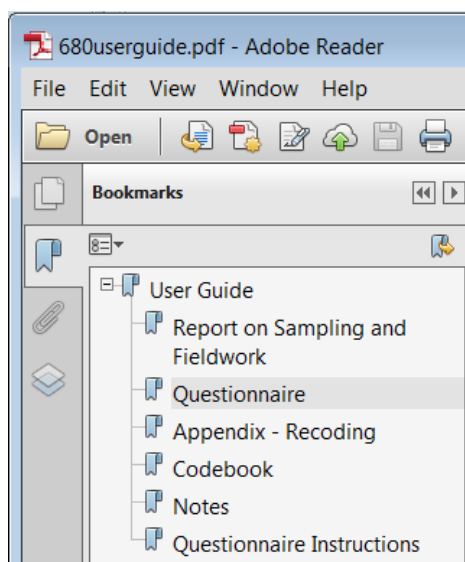 680userguide.pdf - Adobe Reader
File Edit View Window Help
Open
Bookmarks
User Guide
Report on Sampling and
Fieldwork
Questionnaire
Appendix - Recoding
Codebook
Notes
Questionnaire Instructions